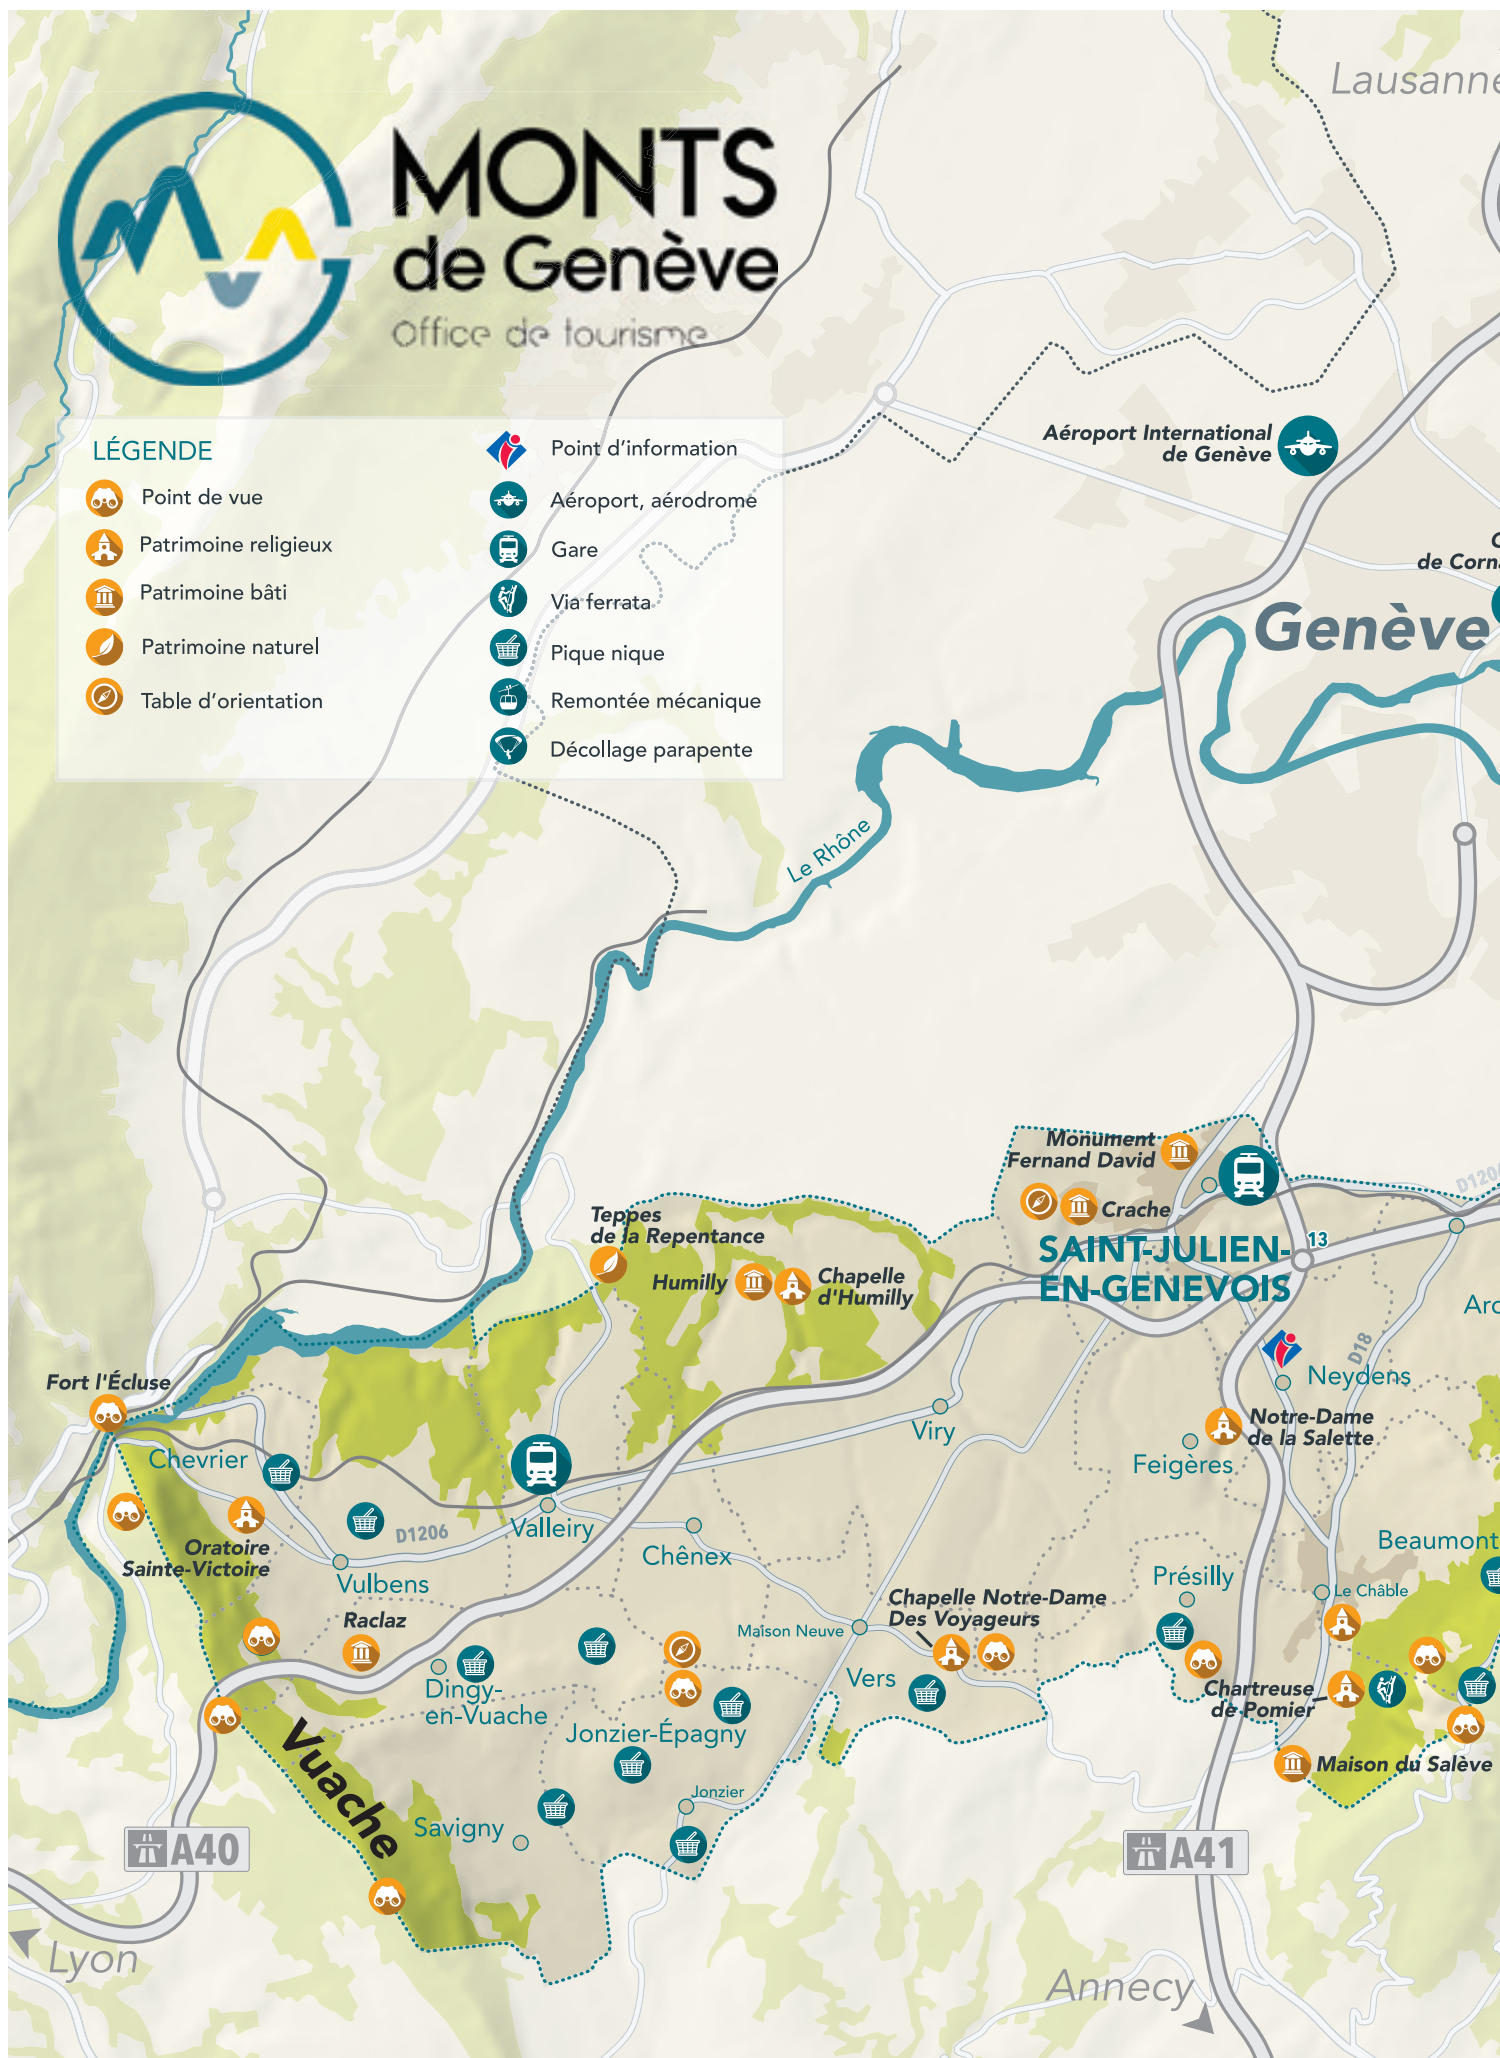 Lausanne
MONTS
de Genève
Office de tourisme
LÉGENDE
Point de vue
Patrimoine religieux
Patrimoine bâti
Patrimoine naturel
Table d'orientation
Point d'information
Aéroport, aérodrome
Gare
Via ferrata
Pique nique
Remontée mécanique
Décollage parapente
Aéroport International
de Genève
de Corna
Genève
Le Rhône
Monument
Fernand David
Crache
SAINT-JULIEN-
EN-GENEVOIS
13
D1206
Teppes
de la Repentance
Humilly
Chapelle
d'Humilly
Arc
D18
Neydens
Fort l'Écluse
Notre-Dame
de la Salette
Viry
Feigères
Chevrier
Valleiry
D1206
Chênex
Oratoire
Sainte-Victoire
Vulbens
Beaumont
Présilly
Le Châble
Raclaz
Chapelle Notre-Dame
Des Voyageurs
Maison Neuve
Vers
Dingy-
en-Vuache
Chartreuse
de Pomier
Jonzier-Épagny
Maison du Salève
Vuache
Jonzier
Savigny
A40
A41
Lyon
Annecy